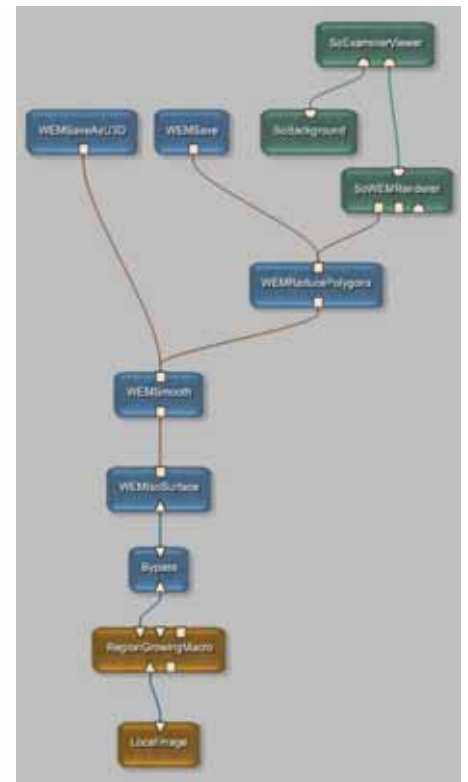 SoExaminerViewer
WEMSaveAsU3D
WEMSave
SoBackground
SoWEMRenderer
WEMReducePolygons
WEMSmooth
WEMIsoSurface
Bypass
RegionGrowingMacro
LocalImage